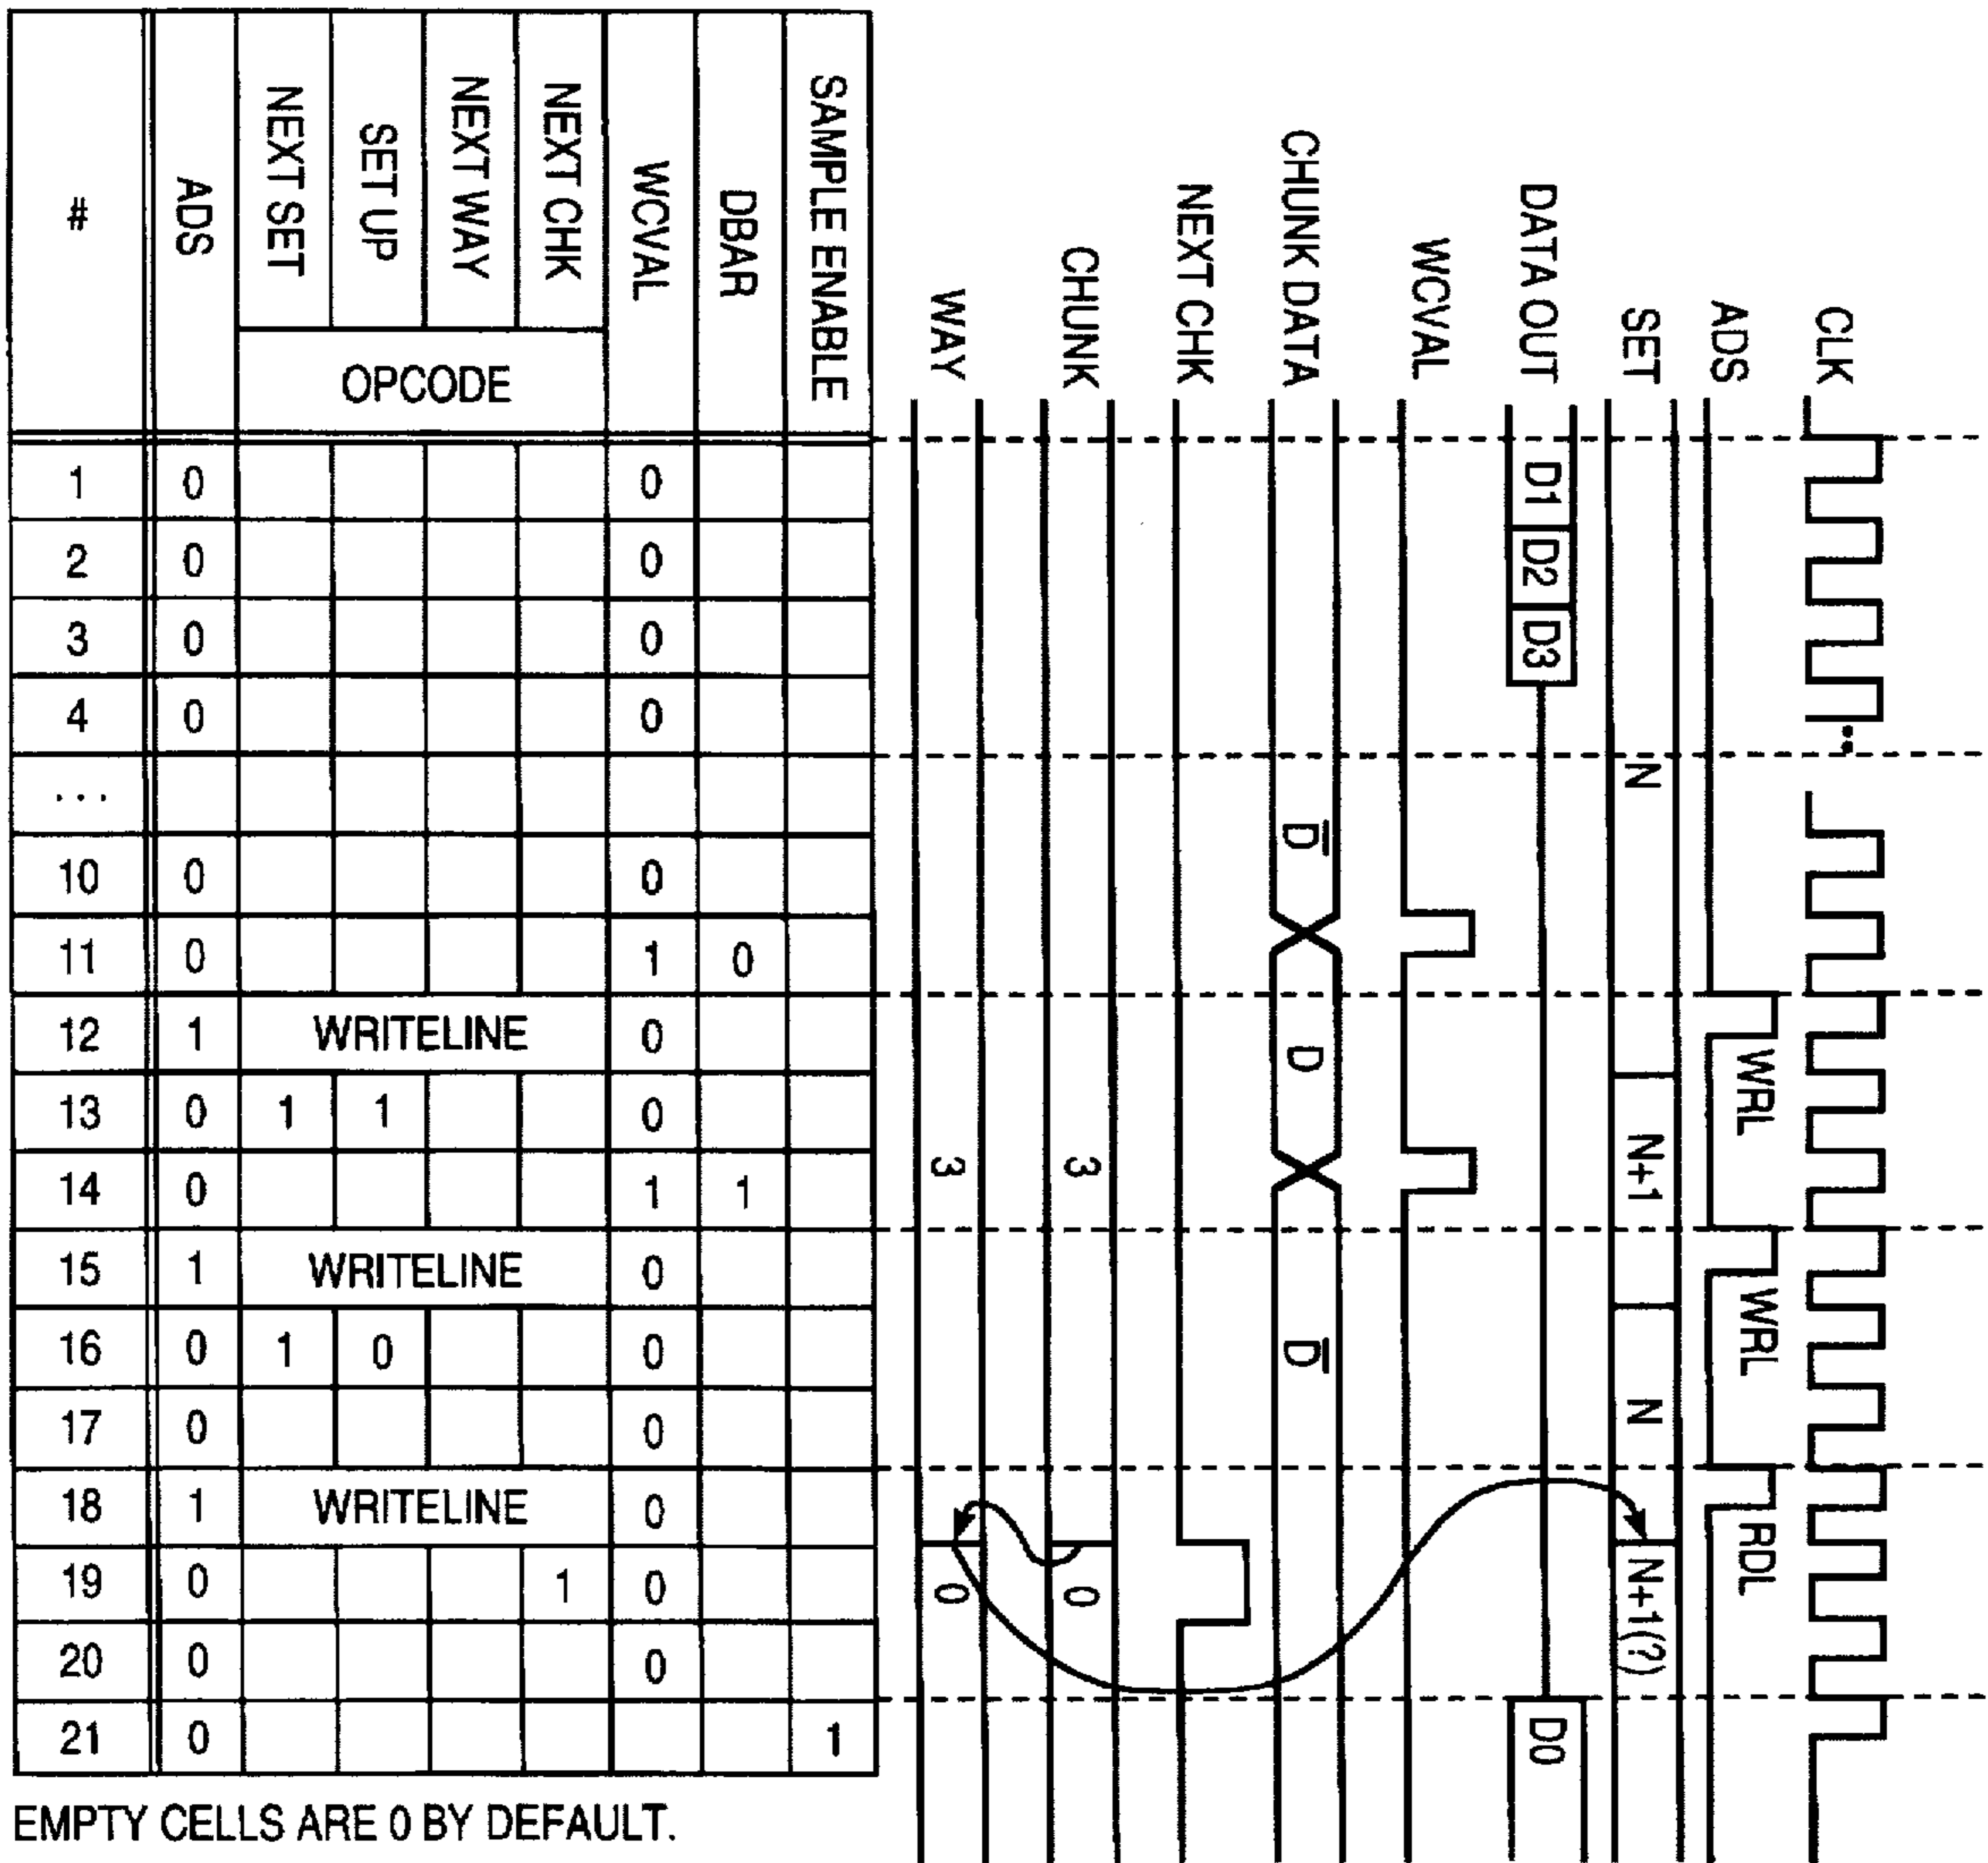 # ADS NEXT SET SET UP NEXT WAY NEXT CHK WCVAL DBAR SAMPLE ENABLE
OPCODE
1 0 0
2 0 0
3 0 0
4 0 0
...
10 0 0
11 0 1 0
12 1 WRITELINE 0
13 0 1 1 0
14 0 1 1
15 1 WRITELINE 0
16 0 1 0 0
17 0 0
18 1 WRITELINE 0
19 0 1 0
20 0 0
21 0 1
EMPTY CELLS ARE 0 BY DEFAULT.
CLK
ADS WRL WRL RDL
SET N N+1 N N+1(?)
DATA OUT D1 D2 D3 D0
WCVAL
CHUNK DATA D̅ D D̅
NEXT CHK
CHUNK 3 0
WAY 3 0